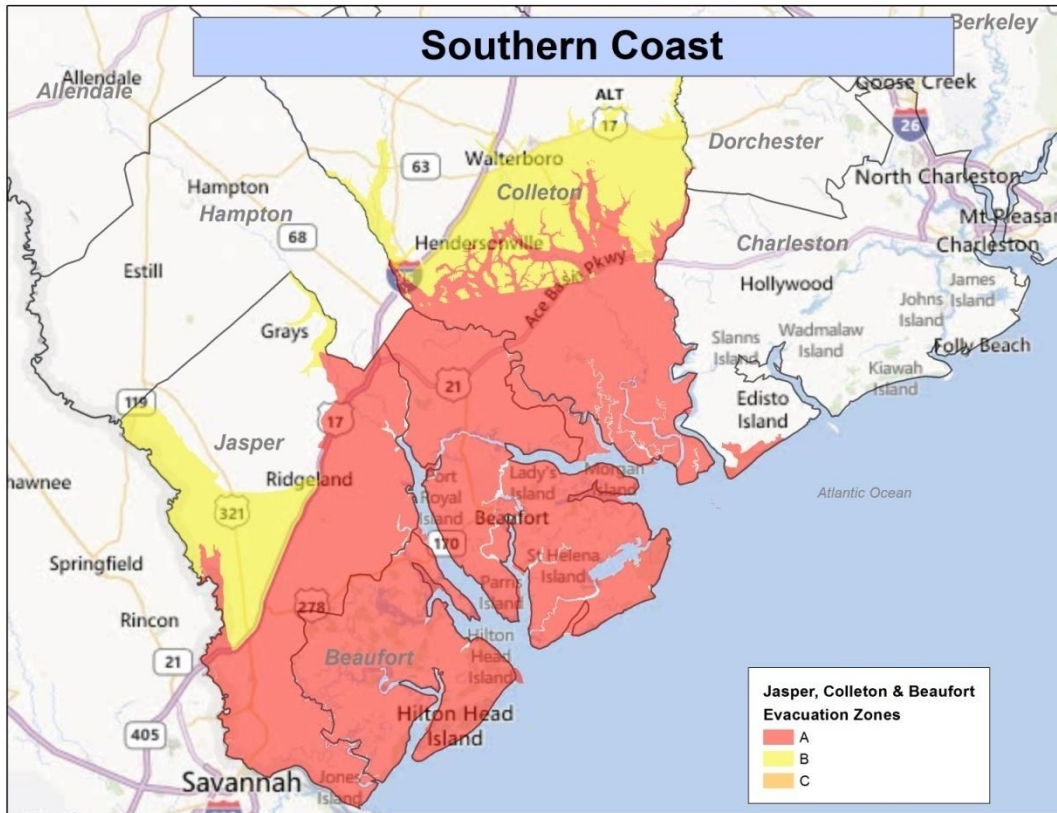 Southern Coast
Berkeley
Allendale
Allendale
Goose Creek
ALT
17
26
Dorchester
63
Walterboro
Colleton
North Charleston
Hampton
Hampton
68
Hendersonville
Mt Pleasan
Charleston
Charleston
Estill
Ace Basin Pkwy
Hollywood
James
Island
Johns
Island
Grays
Slanns
Island
Wadmalaw
Island
Folly Beach
Kiawah
Island
21
119
17
Edisto
Island
Jasper
Ridgeland
hawnee
Lady's
Island
Morgan
Island
Port
Royal
Island
Beaufort
Atlantic Ocean
321
170
Springfield
St Helena
Island
Parris
Island
278
Rincon
Hilton
Head
Island
21
Beaufort
Hilton Head
Island
405
Savannah
Jones
Island
Jasper, Colleton & Beaufort
Evacuation Zones
A
B
C